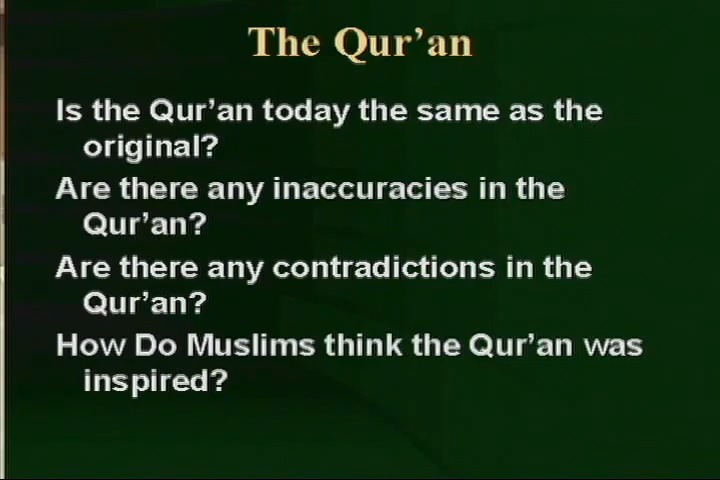 The Qur’an
Is the Qur’an today the same as the
original?
Are there any inaccuracies in the
Qur’an?
Are there any contradictions in the
Qur’an?
How Do Muslims think the Qur’an was
inspired?